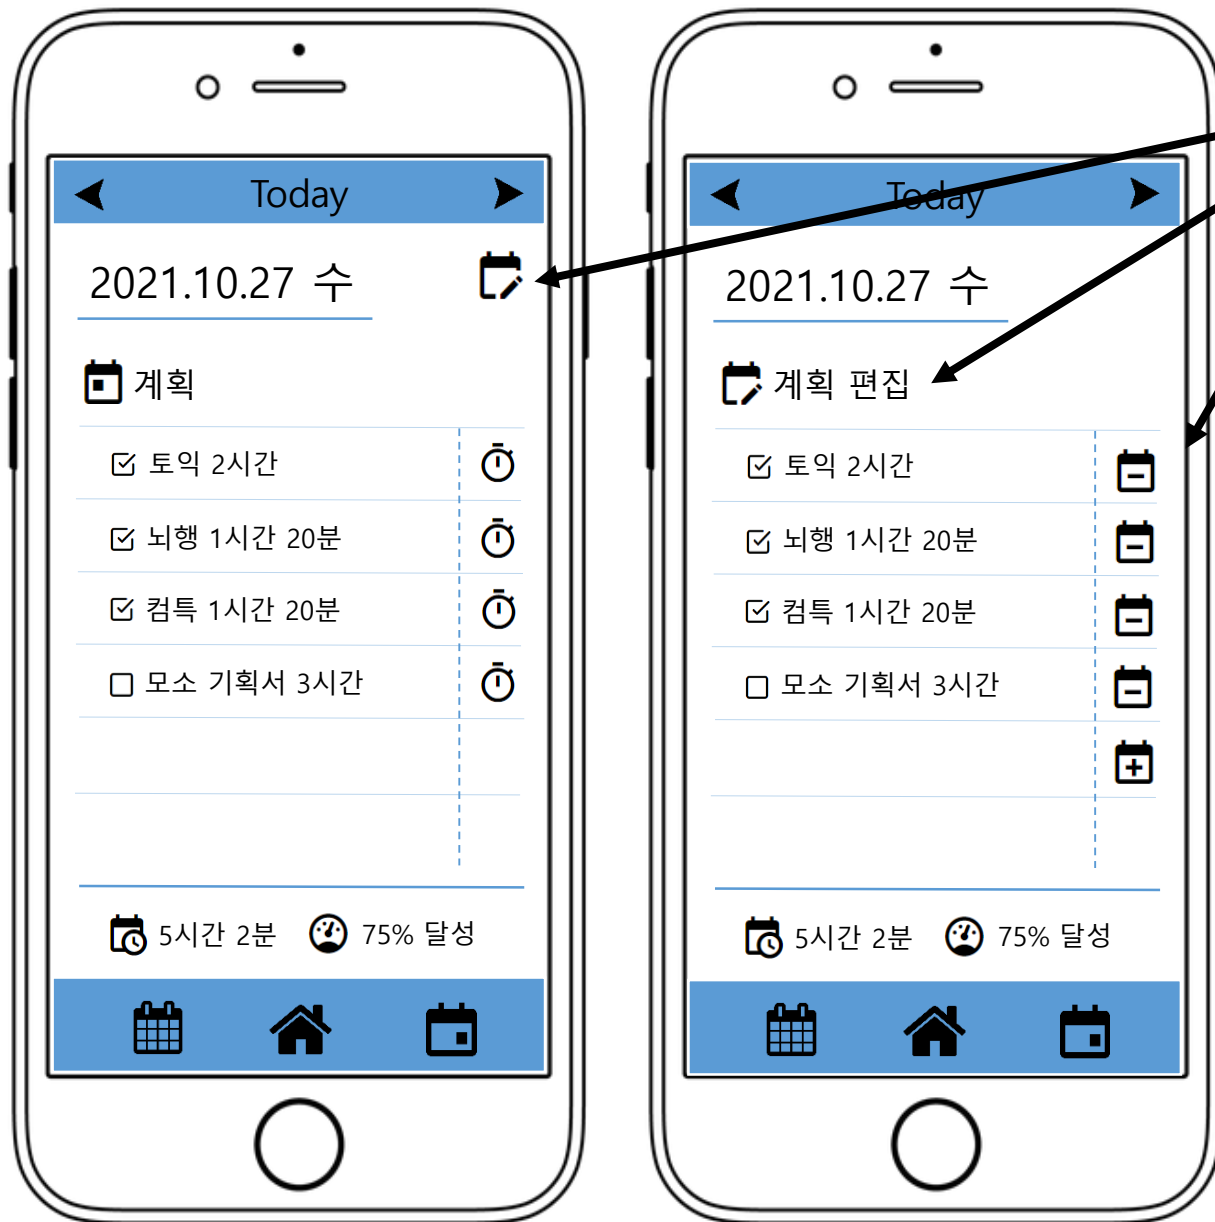 Today
2021.10.27 수
계획
토익 2시간
뇌행 1시간 20분
컴특 1시간 20분
모소 기획서 3시간
5시간 2분
75% 달성
Today
2021.10.27 수
계획 편집
토익 2시간
뇌행 1시간 20분
컴특 1시간 20분
모소 기획서 3시간
5시간 2분
75% 달성